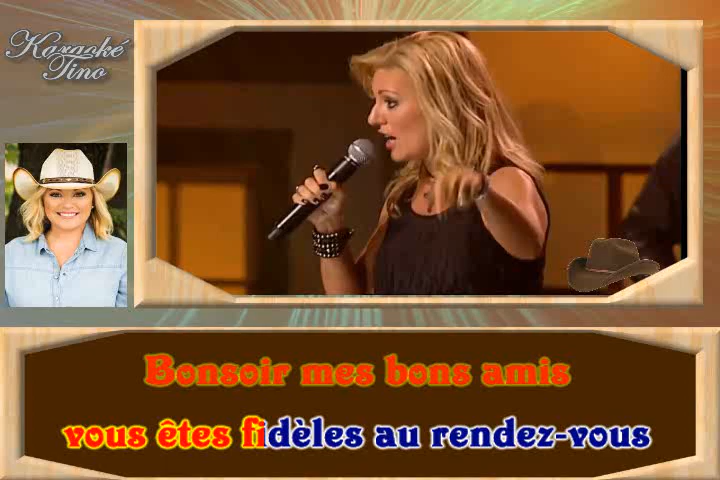 Karaoké
Tino
Bonsoir mes bons amis
vous êtes fidèles au rendez-vous